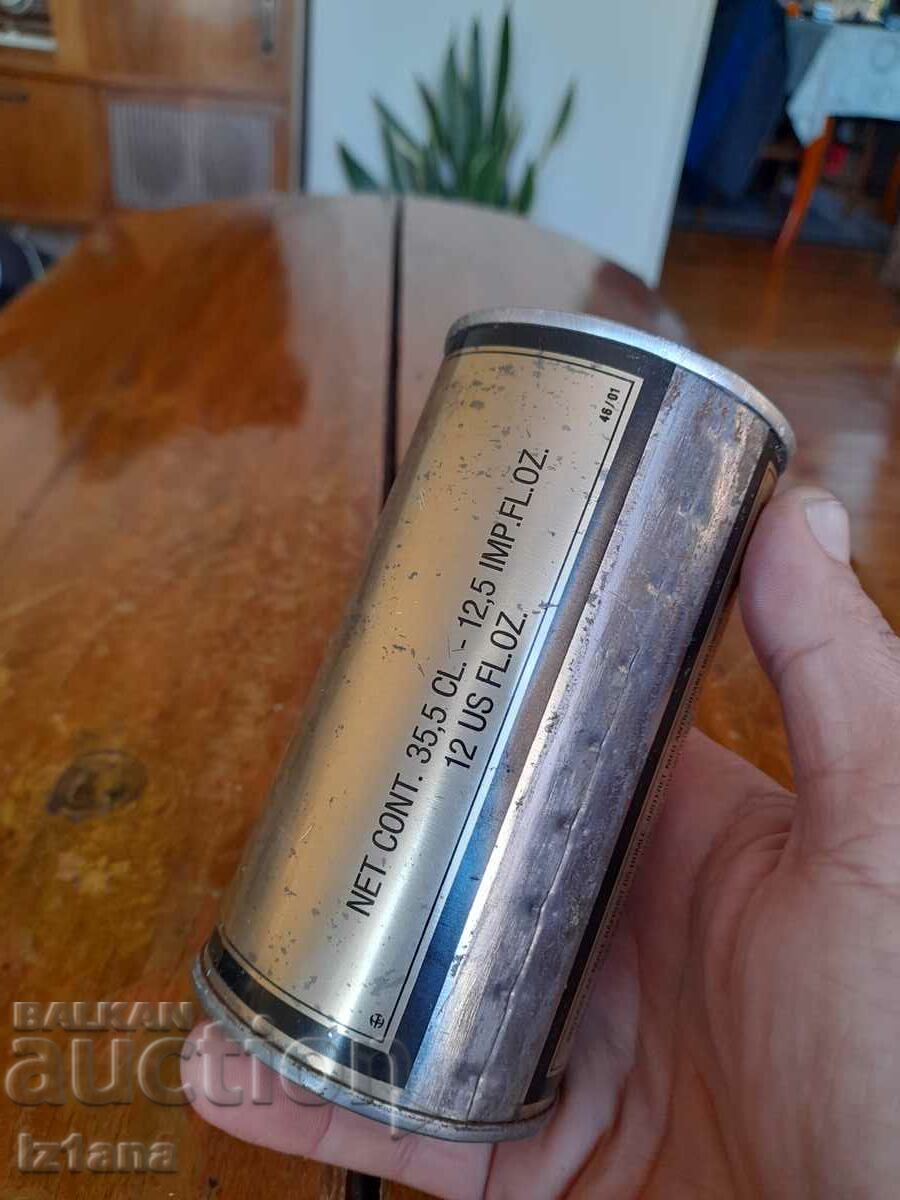 46/01
NET CONT. 35,5 CL. - 12,5 IMP.FL.OZ.
12 US FL.OZ.
BALKAN
auction
iz1ana